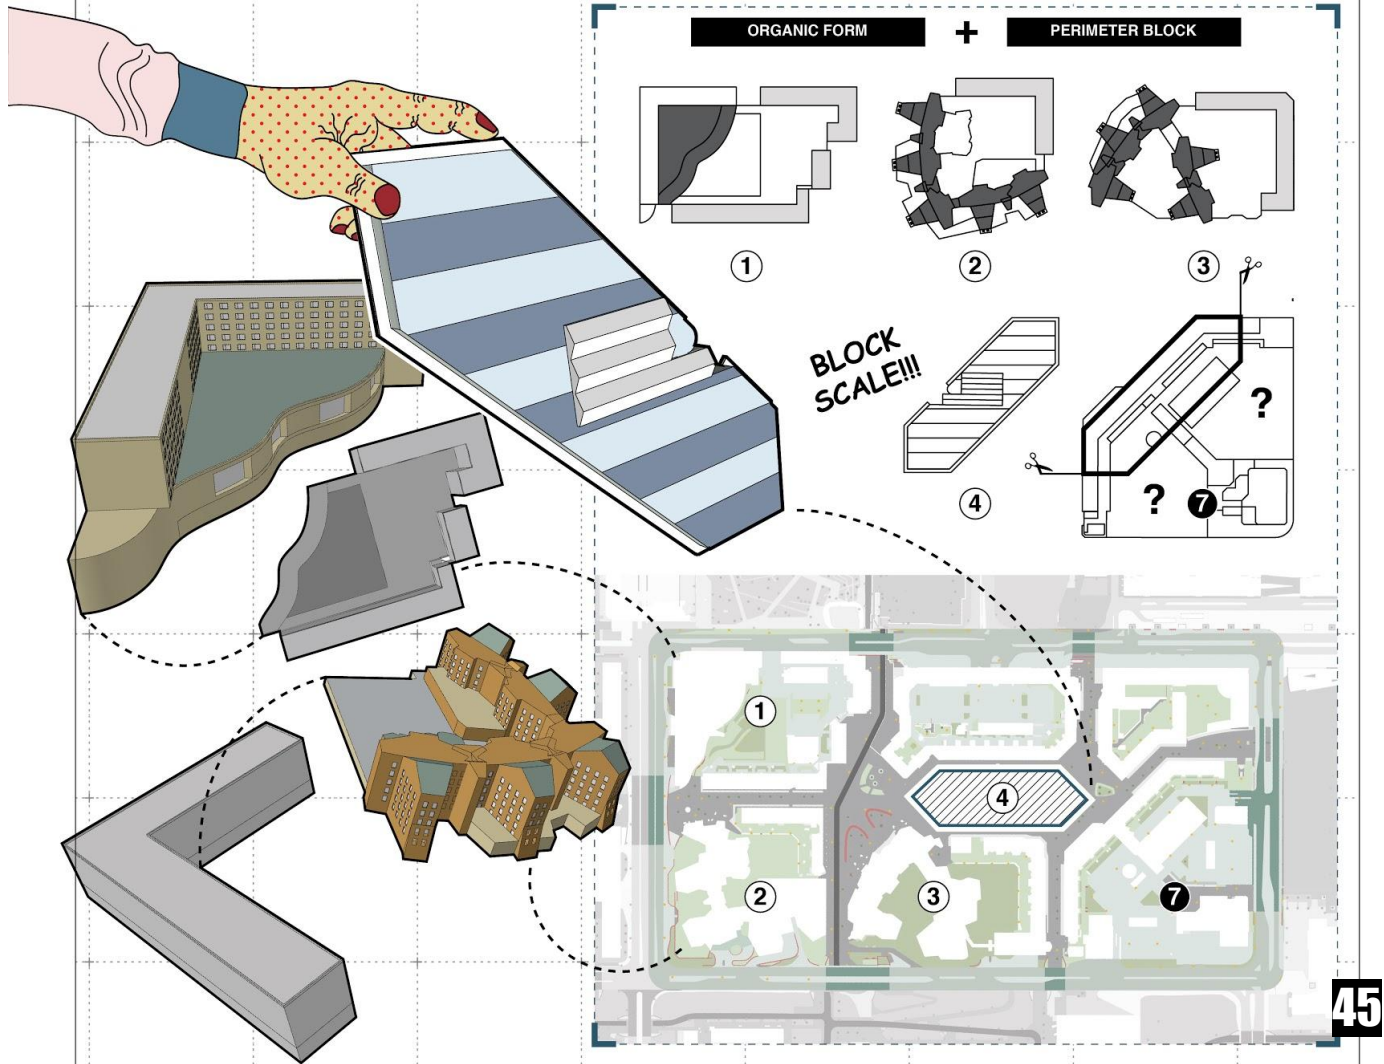 ORGANIC FORM + PERIMETER BLOCK
1 2 3
BLOCK
SCALE!!!
4 ? ? 7
1
4
2 3 7
45